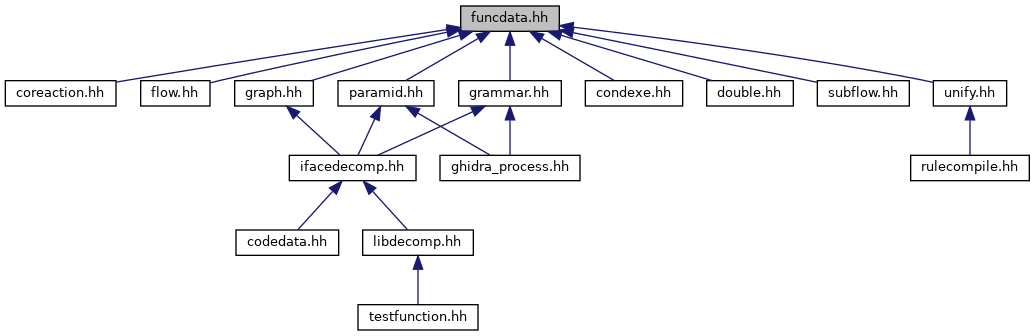 funcdata.hh
coreaction.hh
flow.hh
graph.hh
paramid.hh
grammar.hh
condexe.hh
double.hh
subflow.hh
unify.hh
ifacedecomp.hh
ghidra_process.hh
rulecompile.hh
codedata.hh
libdecomp.hh
testfunction.hh